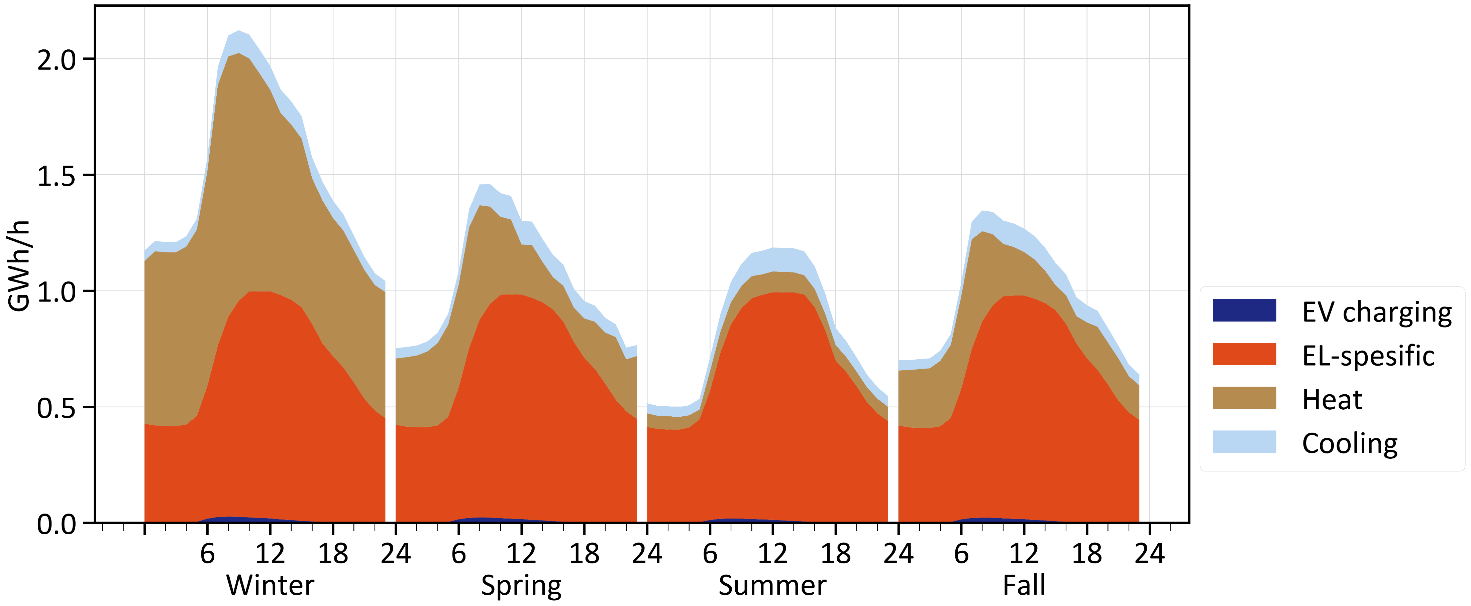 GWh/h
2.0
1.5
1.0
0.5
0.0
6 12 18 24 6 12 18 24 6 12 18 24 6 12 18 24
Winter Spring Summer Fall
EV charging
EL-spesific
Heat
Cooling